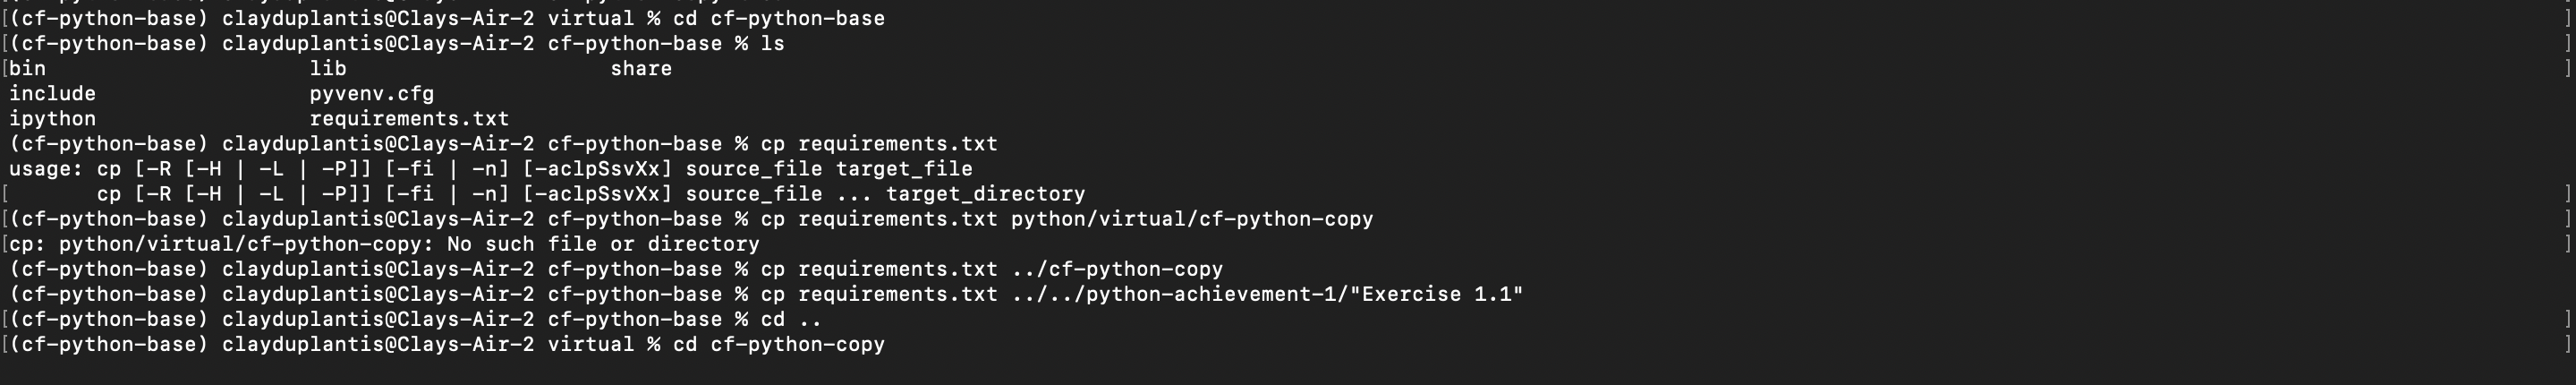 [(cf-python-base) clayduplantis@Clays-Air-2 virtual % cd cf-python-base ]
[(cf-python-base) clayduplantis@Clays-Air-2 cf-python-base % ls ]
[bin lib share ]
include pyvenv.cfg
ipython requirements.txt
(cf-python-base) clayduplantis@Clays-Air-2 cf-python-base % cp requirements.txt
usage: cp [-R [-H | -L | -P]] [-fi | -n] [-aclpSsvXx] source_file target_file
[ cp [-R [-H | -L | -P]] [-fi | -n] [-aclpSsvXx] source_file ... target_directory ]
[(cf-python-base) clayduplantis@Clays-Air-2 cf-python-base % cp requirements.txt python/virtual/cf-python-copy ]
[cp: python/virtual/cf-python-copy: No such file or directory ]
(cf-python-base) clayduplantis@Clays-Air-2 cf-python-base % cp requirements.txt ../cf-python-copy
(cf-python-base) clayduplantis@Clays-Air-2 cf-python-base % cp requirements.txt ../../python-achievement-1/"Exercise 1.1"
[(cf-python-base) clayduplantis@Clays-Air-2 cf-python-base % cd .. ]
[(cf-python-base) clayduplantis@Clays-Air-2 virtual % cd cf-python-copy ]